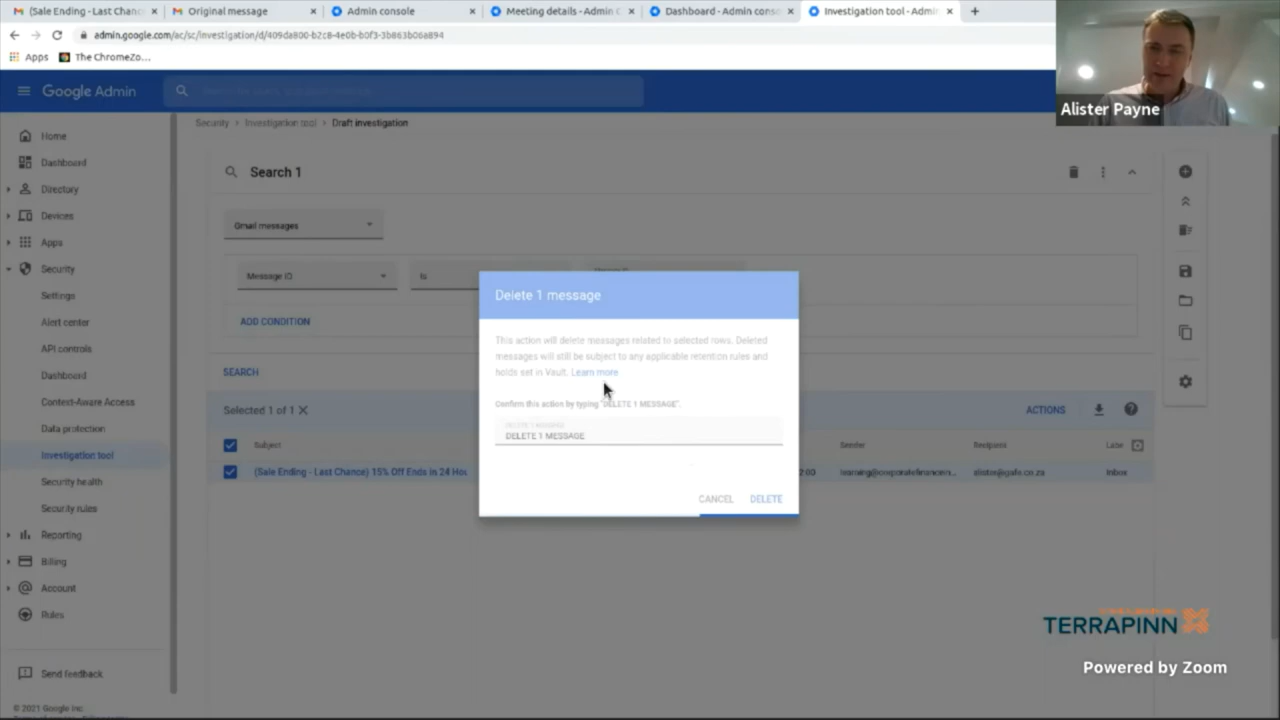 (Sale Ending - Last Chanc
Original message
Admin console
Meeting details - Admin C
Dashboard - Admin conso
Investigation tool - Admi
admin.google.com/ac/sc/investigation/d/409da800-b2c8-4e0b-b0f3-3b863b06a894
Apps
The ChromeZo...
Alister Payne
Google Admin
Security > Investigation tool > Draft investigation
Home
Dashboard
Directory
Devices
Apps
Security
Settings
Alert center
API controls
Dashboard
Context-Aware Access
Data protection
Investigation tool
Security health
Security rules
Reporting
Billing
Account
Rules
Send feedback
© 2021 Google Inc.
Search 1
Gmail messages
Message ID
Is
ADD CONDITION
SEARCH
Selected 1 of 1
ACTIONS
Subject
Sender
Recipient
Label
(Sale Ending - Last Chance) 15% Off Ends in 24 Hou
2:00
learning@corporatefinancein...
alister@gafe.co.za
Inbox
Delete 1 message
This action will delete messages related to selected rows. Deleted
messages will still be subject to any applicable retention rules and
holds set in Vault. Learn more
Confirm this action by typing "DELETE 1 MESSAGE".
DELETE 1 MESSAGE
CANCEL
DELETE
TERRAPINN
Powered by Zoom